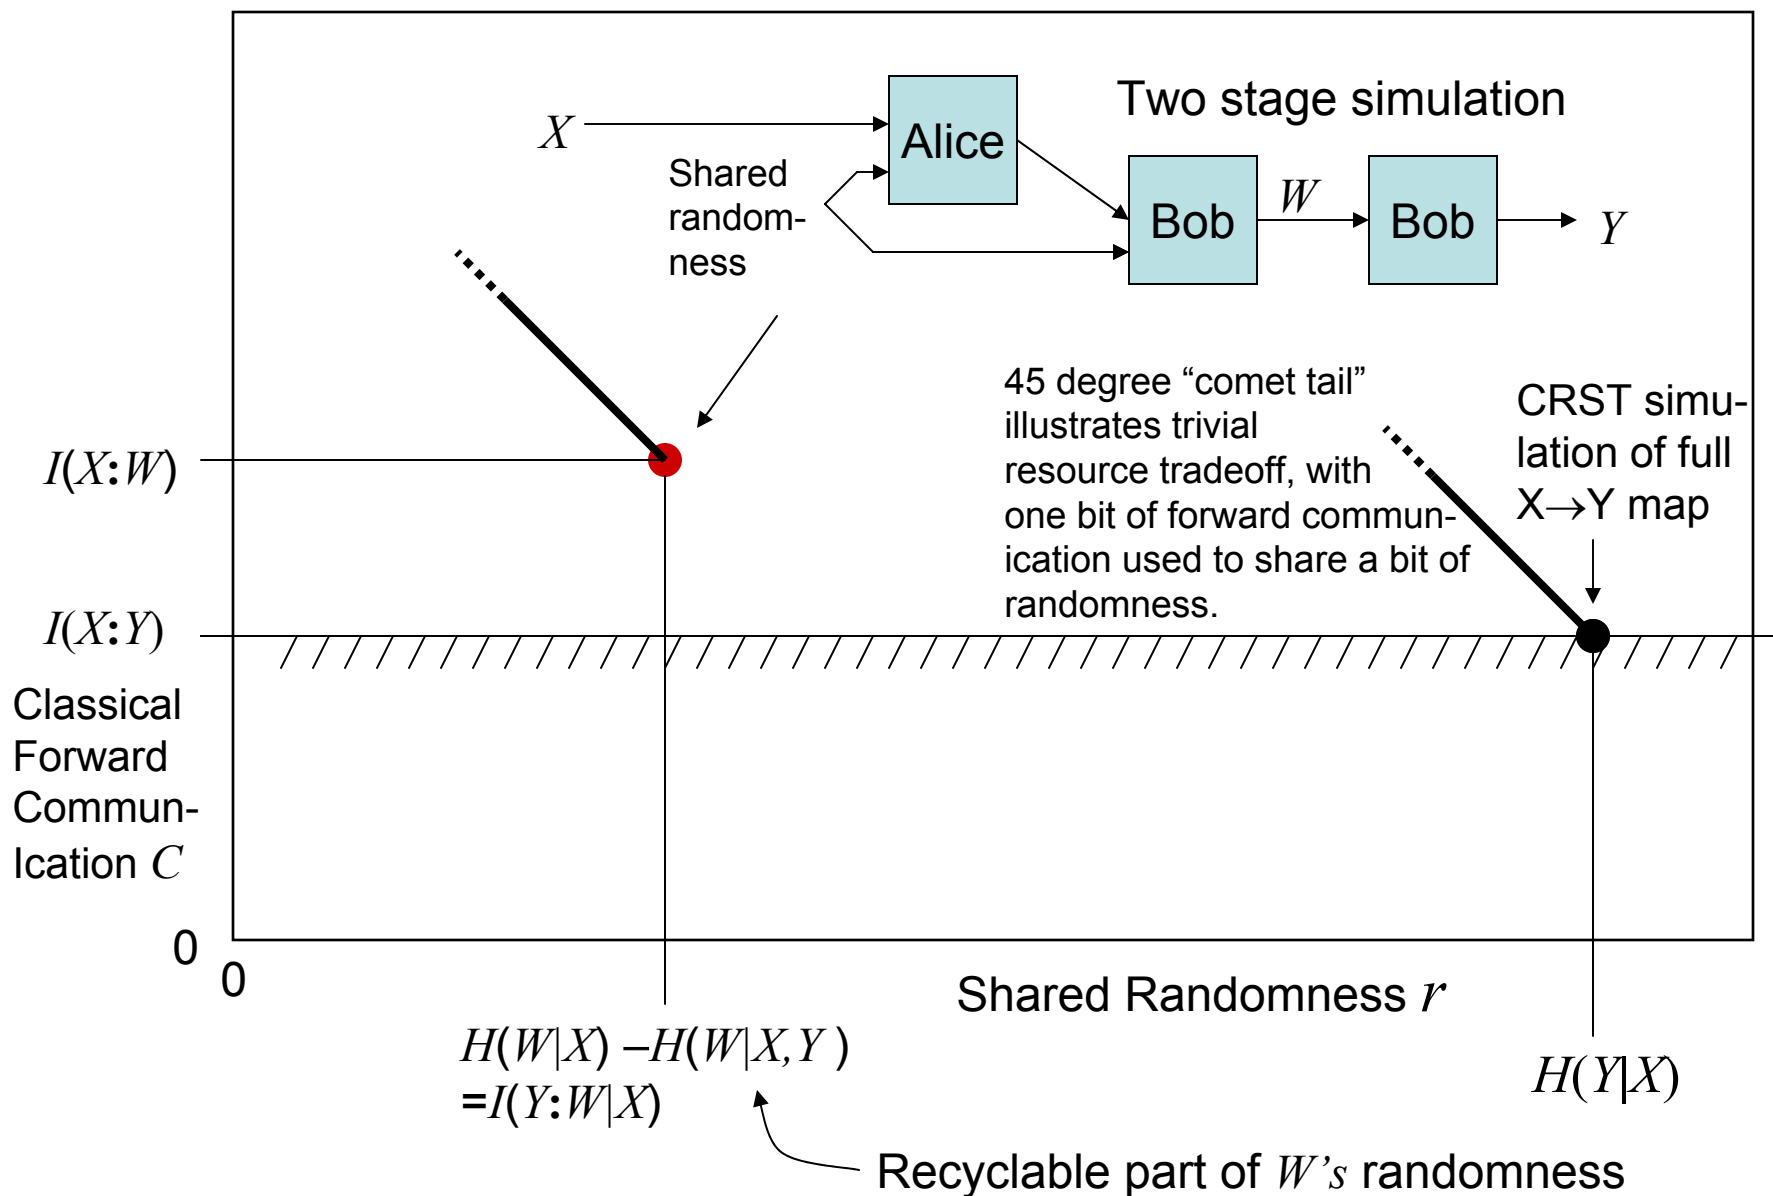 Two stage simulation
X
Alice
Shared
random-
ness
Bob
W
Bob
Y
45 degree “comet tail”
illustrates trivial
resource tradeoff, with
one bit of forward commun-
ication used to share a bit of
randomness.
CRST simu-
lation of full
X→Y map
I(X:W)
I(X:Y)
Classical
Forward
Commun-
Ication C
0
0
Shared Randomness r
H(W|X) –H(W|X,Y )
=I(Y:W|X)
H(Y|X)
Recyclable part of W’s randomness